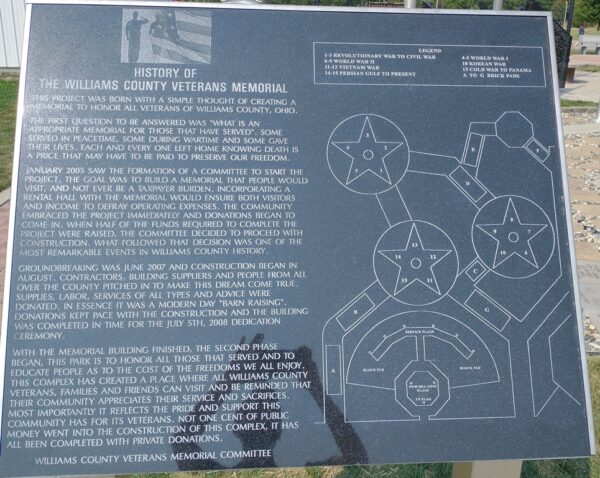 HISTORY OF
THE WILLIAMS COUNTY VETERANS MEMORIAL
THIS PROJECT WAS BORN WITH A SIMPLE THOUGHT OF CREATING A
MEMORIAL TO HONOR ALL VETERANS OF WILLIAMS COUNTY, OHIO.
THE FIRST QUESTION TO BE ANSWERED WAS "WHAT IS AN
APPROPRIATE MEMORIAL FOR THOSE THAT HAVE SERVED". SOME
SERVED IN PEACETIME, SOME DURING WARTIME AND SOME GAVE
THEIR LIVES. EACH AND EVERY ONE LEFT HOME KNOWING DEATH IS
A PRICE THAT MAY HAVE TO BE PAID TO PRESERVE OUR FREEDOM.
JANUARY 2005 SAW THE FORMATION OF A COMMITTEE TO START THE
PROJECT. THE GOAL WAS TO BUILD A MEMORIAL THAT PEOPLE WOULD
VISIT, AND NOT EVER BE A TAXPAYER BURDEN. INCORPORATING A
RENTAL HALL WITH THE MEMORIAL WOULD ENSURE BOTH VISITORS
AND INCOME TO DEFRAY OPERATING EXPENSES. THE COMMUNITY
EMBRACED THE PROJECT IMMEDIATELY AND DONATIONS BEGAN TO
COME IN. WHEN HALF OF THE FUNDS REQUIRED TO COMPLETE THE
PROJECT WERE RAISED, THE COMMITTEE DECIDED TO PROCEED WITH
CONSTRUCTION. WHAT FOLLOWED THAT DECISION WAS ONE OF THE
MOST REMARKABLE EVENTS IN WILLIAMS COUNTY HISTORY.
GROUNDBREAKING WAS JUNE 2007 AND CONSTRUCTION BEGAN IN
AUGUST. CONTRACTORS, BUILDING SUPPLIERS AND PEOPLE FROM ALL
OVER THE COUNTY PITCHED IN TO MAKE THIS DREAM COME TRUE.
SUPPLIES, LABOR, SERVICES OF ALL TYPES AND ADVICE WERE
DONATED. IN ESSENCE IT WAS A MODERN DAY "BARN RAISING".
DONATIONS KEPT PACE WITH THE CONSTRUCTION AND THE BUILDING
WAS COMPLETED IN TIME FOR THE JULY 5TH, 2008 DEDICATION
CEREMONY.
WITH THE MEMORIAL BUILDING FINISHED, THE SECOND PHASE
BEGAN, THIS PARK IS TO HONOR ALL THOSE THAT SERVED AND TO
EDUCATE PEOPLE AS TO THE COST OF THE FREEDOMS WE ALL ENJOY.
THIS COMPLEX HAS CREATED A PLACE WHERE ALL WILLIAMS COUNTY
VETERANS, FAMILIES AND FRIENDS CAN VISIT AND BE REMINDED THAT
THEIR COMMUNITY APPRECIATES THEIR SERVICE AND SACRIFICES.
MOST IMPORTANTLY IT REFLECTS THE PRIDE AND SUPPORT THIS
COMMUNITY HAS FOR ITS VETERANS. NOT ONE CENT OF PUBLIC
MONEY WENT INTO THE CONSTRUCTION OF THIS COMPLEX, IT HAS
ALL BEEN COMPLETED WITH PRIVATE DONATIONS.
WILLIAMS COUNTY VETERANS MEMORIAL COMMITTEE
LEGEND
1-3 REVOLUTIONARY WAR TO CIVIL WAR
6-9 WORLD WAR II
11-12 VIETNAM WAR
14-15 PERSIAN GULF TO PRESENT
4-5 WORLD WAR I
10 KOREAN WAR
13 COLD WAR TO PANAMA
A TO G BRICK PADS
E
F
D
C
G
B
A
13
14
12
15
11
SERVICE FLAGS
BLOCK PAD
BLOCK PAD